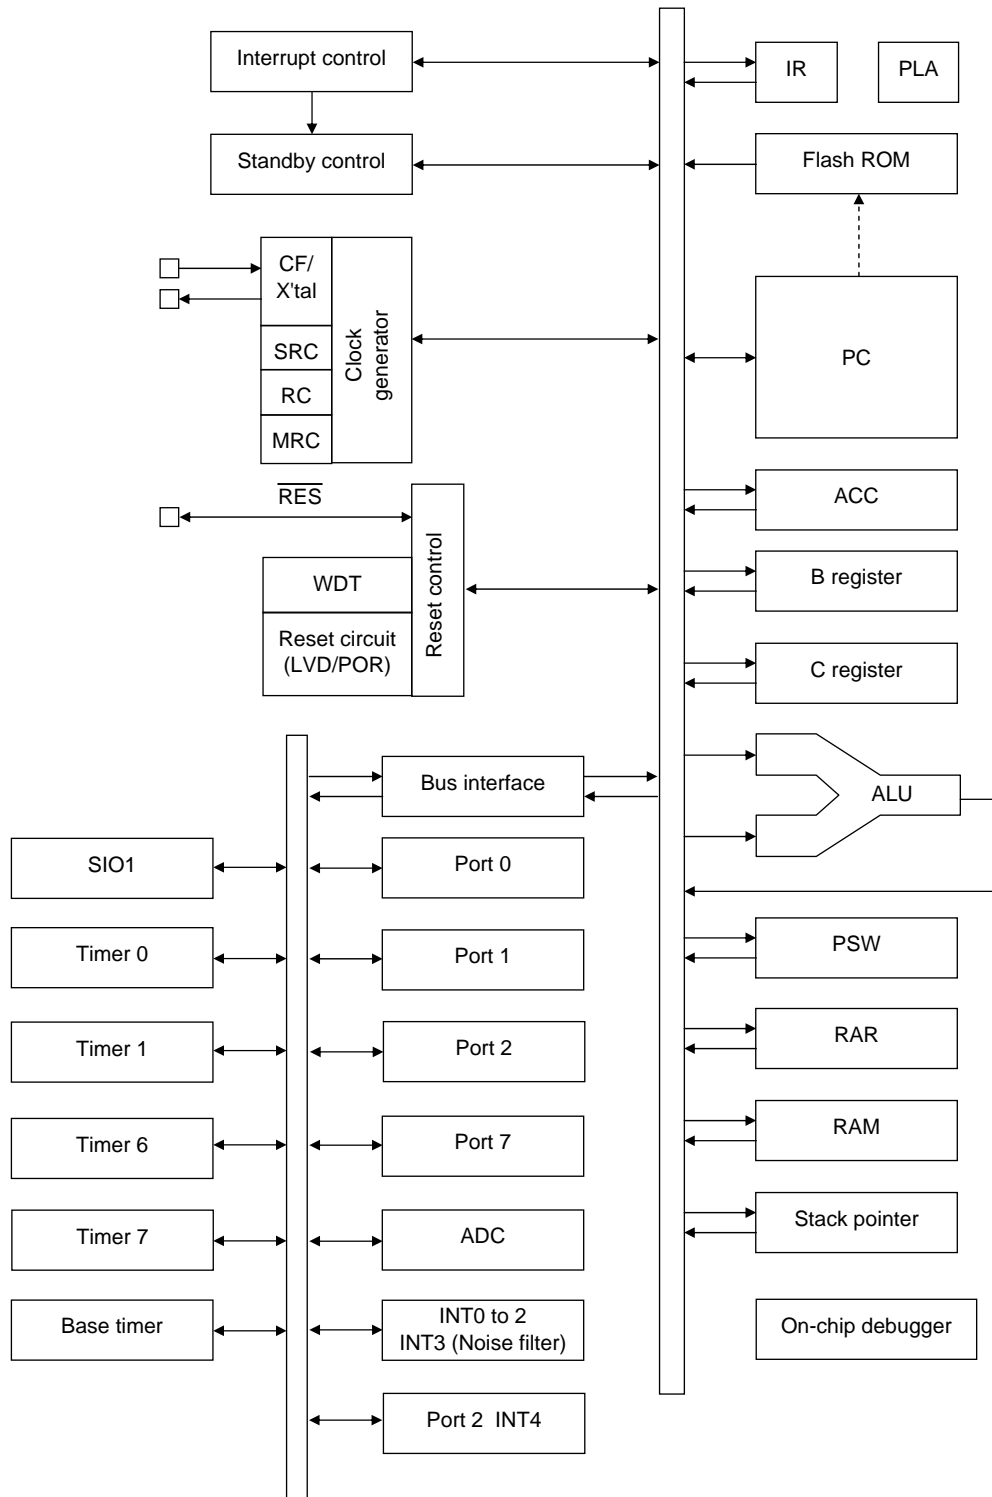 Interrupt control
IR
PLA
Standby control
Flash ROM
CF/
X'tal
SRC
RC
MRC
Clock
generator
PC
RES
ACC
WDT
Reset circuit
(LVD/POR)
Reset control
B register
C register
Bus interface
ALU
SIO1
Port 0
Timer 0
Port 1
PSW
Timer 1
Port 2
RAR
Timer 6
Port 7
RAM
Timer 7
ADC
Stack pointer
Base timer
INT0 to 2
INT3 (Noise filter)
On-chip debugger
Port 2 INT4